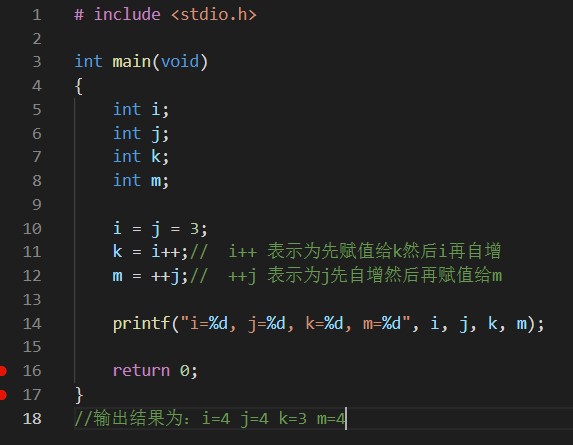 1 # include <stdio.h>
2
3 int main(void)
4 {
5 int i;
6 int j;
7 int k;
8 int m;
9
10 i = j = 3;
11 k = i++;// i++ 表示为先赋值给k然后i再自增
12 m = ++j;// ++j 表示为j先自增然后再赋值给m
13
14 printf("i=%d, j=%d, k=%d, m=%d", i, j, k, m);
15
16 return 0;
17 }
18 //输出结果为: i=4 j=4 k=3 m=4